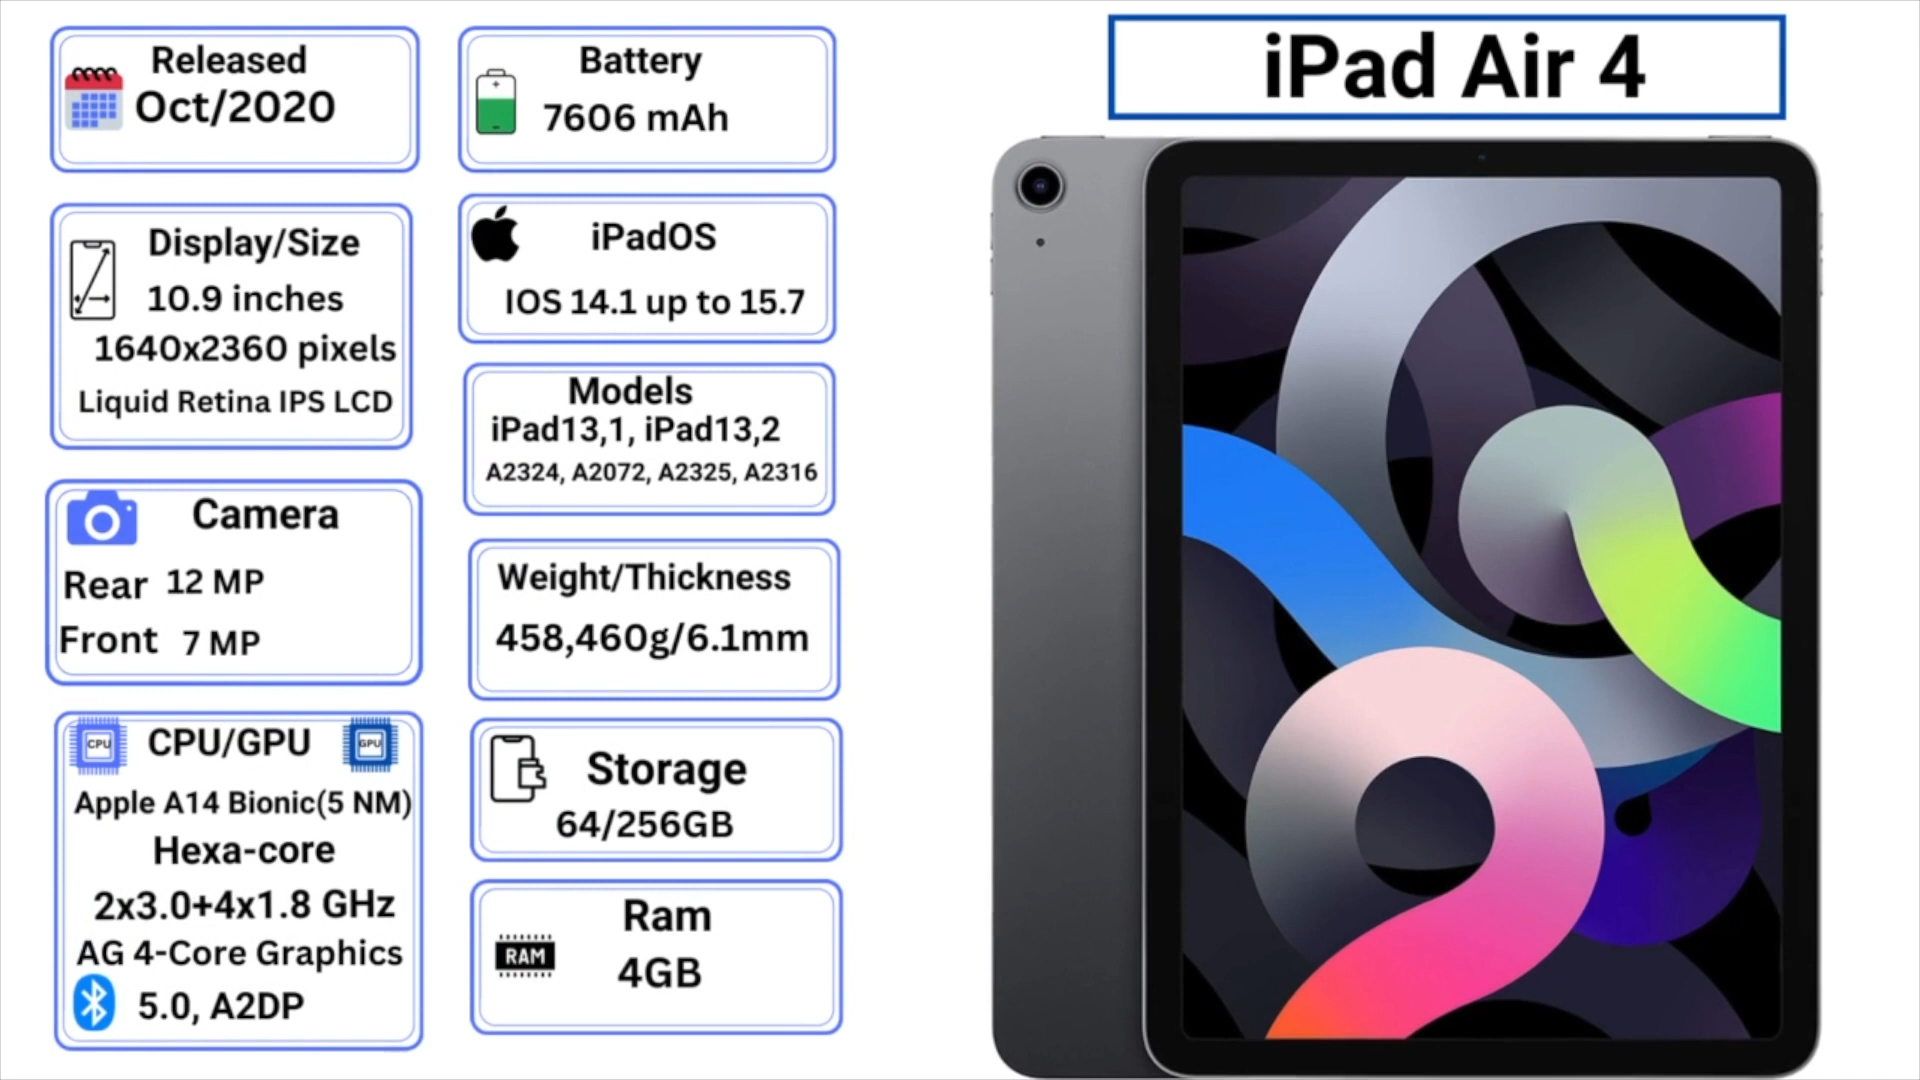 iPad Air 4
Released
Oct/2020
Display/Size
10.9 inches
1640x2360 pixels
Liquid Retina IPS LCD
Camera
Rear 12 MP
Front 7 MP
CPU
CPU/GPU
GPU
Apple A14 Bionic(5 NM)
Hexa-core
2x3.0+4x1.8 GHz
AG 4-Core Graphics
5.0, A2DP
Battery
7606 mAh
iPadOS
IOS 14.1 up to 15.7
Models
iPad13,1, iPad13,2
A2324, A2072, A2325, A2316
Weight/Thickness
458,460g/6.1mm
Storage
64/256GB
Ram
RAM
4GB